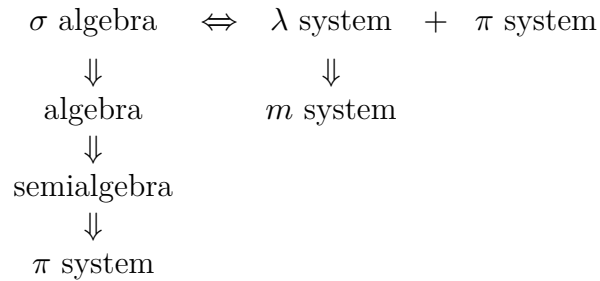 σ algebra ⇔ λ system + π system
⇓ ⇓
algebra m system
⇓
semialgebra
⇓
π system